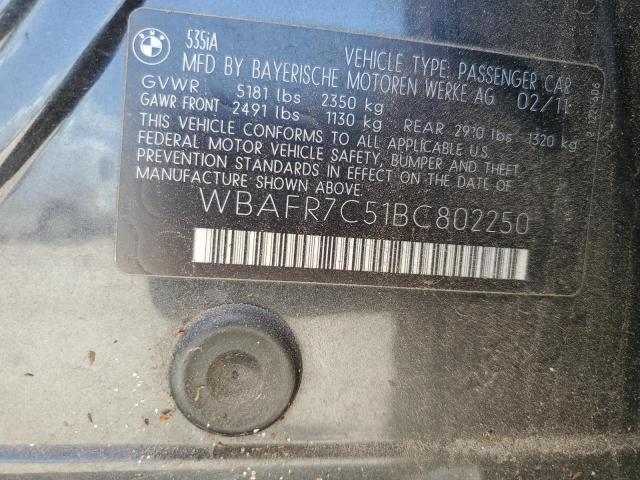 BMW
535iA
VEHICLE TYPE: PASSENGER CAR
MFD BY BAYERISCHE MOTOREN WERKE AG 02/11
GVWR 5181 lbs 2350 kg
GAWR FRONT 2491 lbs 1130 kg REAR 2910 lbs 1320 kg
THIS VEHICLE CONFORMS TO ALL APPLICABLE U.S.
FEDERAL MOTOR VEHICLE SAFETY, BUMPER AND THEFT
PREVENTION STANDARDS IN EFFECT ON THE DATE OF
MANUFACTURE SHOWN ABOVE.
WBAFR7C51BC802250